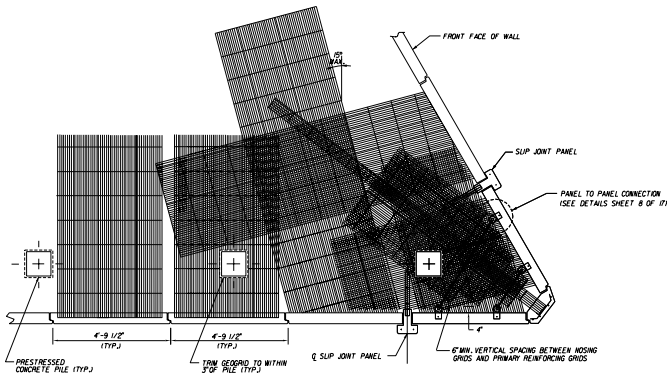 FRONT FACE OF WALL
15°
MAX.
SLIP JOINT PANEL
PANEL TO PANEL CONNECTION
(SEE DETAILS SHEET 8 OF 17)
4'-9 1/2"
(TYP.)
4'-9 1/2"
(TYP.)
4"
PRESTRESSED
CONCRETE PILE (TYP.)
TRIM GEOGRID TO WITHIN
3" OF PILE (TYP.)
℄ SLIP JOINT PANEL
6" MIN. VERTICAL SPACING BETWEEN NOSING
GRIDS AND PRIMARY REINFORCING GRIDS